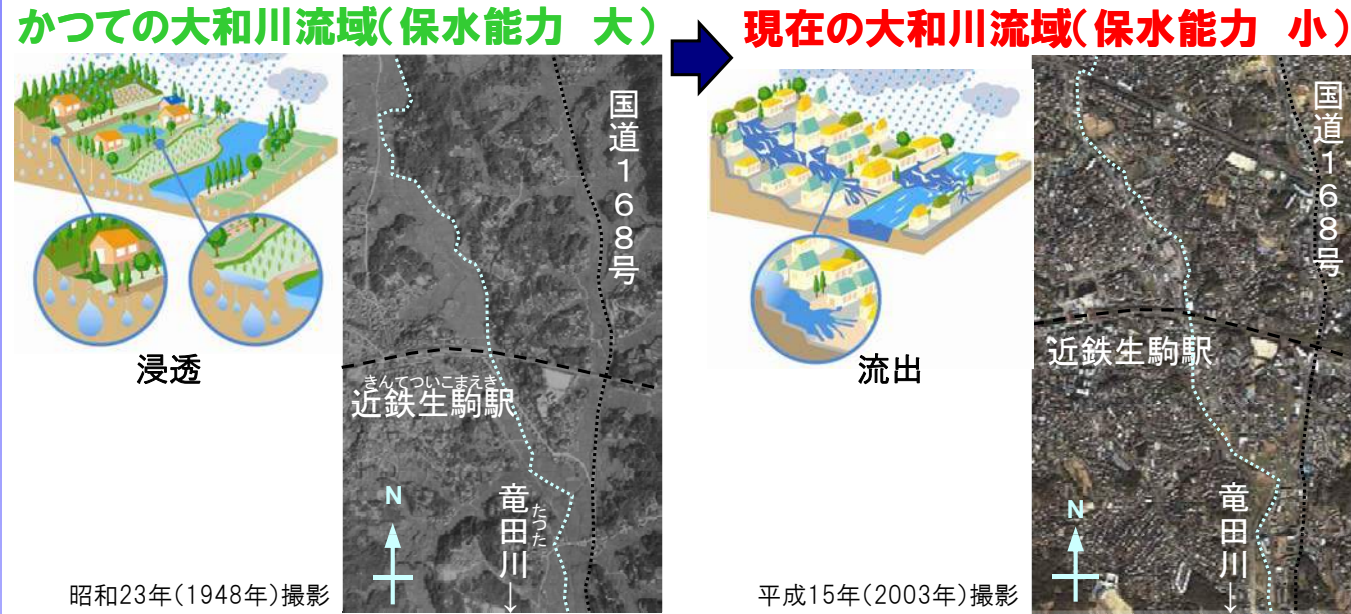 かつての大和川流域(保水能力 大)
浸透
国道168号
きんてついこまえき
近鉄生駒駅
N
竜田川
たつた
昭和23年(1948年)撮影
現在の大和川流域(保水能力 小)
流出
国道168号
近鉄生駒駅
N
竜田川
平成15年(2003年)撮影